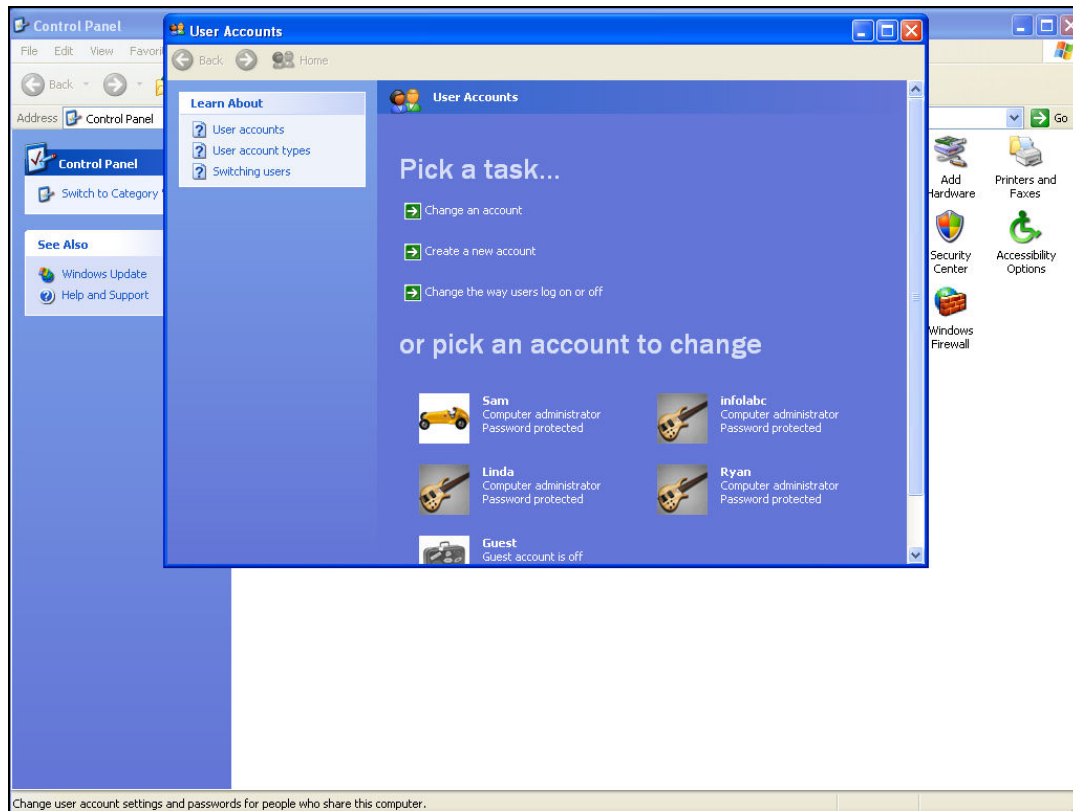 Control Panel
File Edit View Favori
Back
Address Control Panel
Go
Control Panel
Switch to Category
See Also
Windows Update
Help and Support
User Accounts
Back Home
Learn About
User accounts
User account types
Switching users
User Accounts
Pick a task...
Change an account
Create a new account
Change the way users log on or off
or pick an account to change
Sam
Computer administrator
Password protected
infolabc
Computer administrator
Password protected
Linda
Computer administrator
Password protected
Ryan
Computer administrator
Password protected
Guest
Guest account is off
Add
Hardware
Printers and
Faxes
Security
Center
Accessibility
Options
Windows
Firewall
Change user account settings and passwords for people who share this computer.